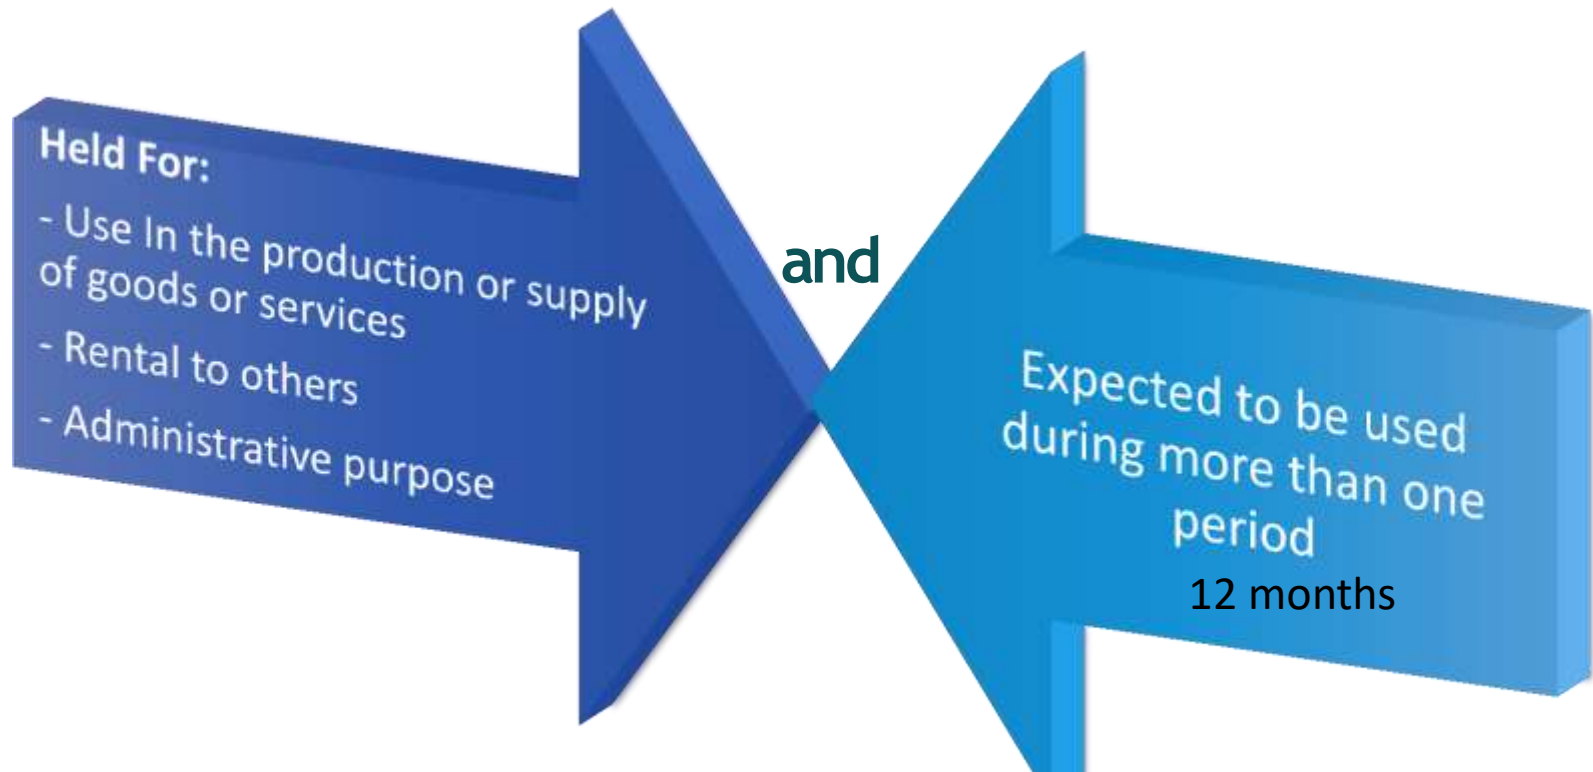 Held For:
- Use In the production or supply
of goods or services
- Rental to others
- Administrative purpose
and
Expected to be used
during more than one
period
12 months